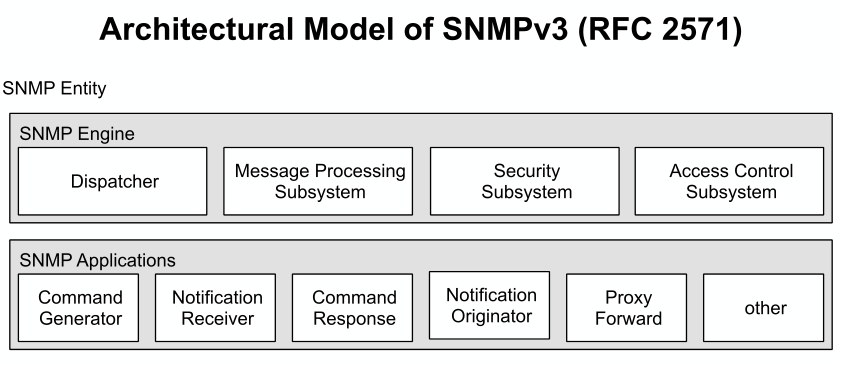 Architectural Model of SNMPv3 (RFC 2571)
SNMP Entity
SNMP Engine
Dispatcher
Message Processing
Subsystem
Security
Subsystem
Access Control
Subsystem
SNMP Applications
Command
Generator
Notification
Receiver
Command
Response
Notification
Originator
Proxy
Forward
other